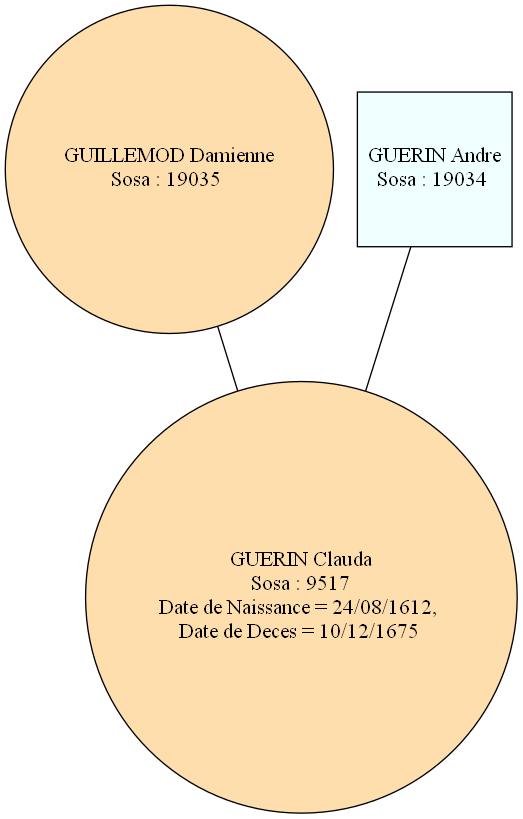 GUILLEMOD Damienne
Sosa : 19035
GUERIN Andre
Sosa : 19034
GUERIN Clauda
Sosa : 9517
Date de Naissance = 24/08/1612,
Date de Deces = 10/12/1675